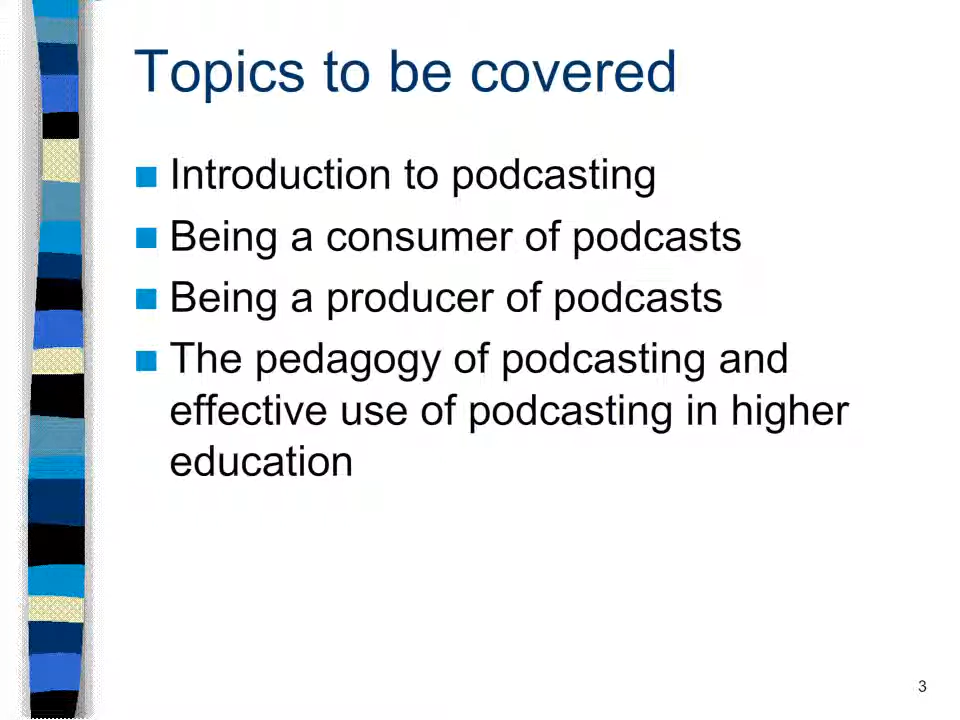 Topics to be covered
Introduction to podcasting
Being a consumer of podcasts
Being a producer of podcasts
The pedagogy of podcasting and
effective use of podcasting in higher
education
3